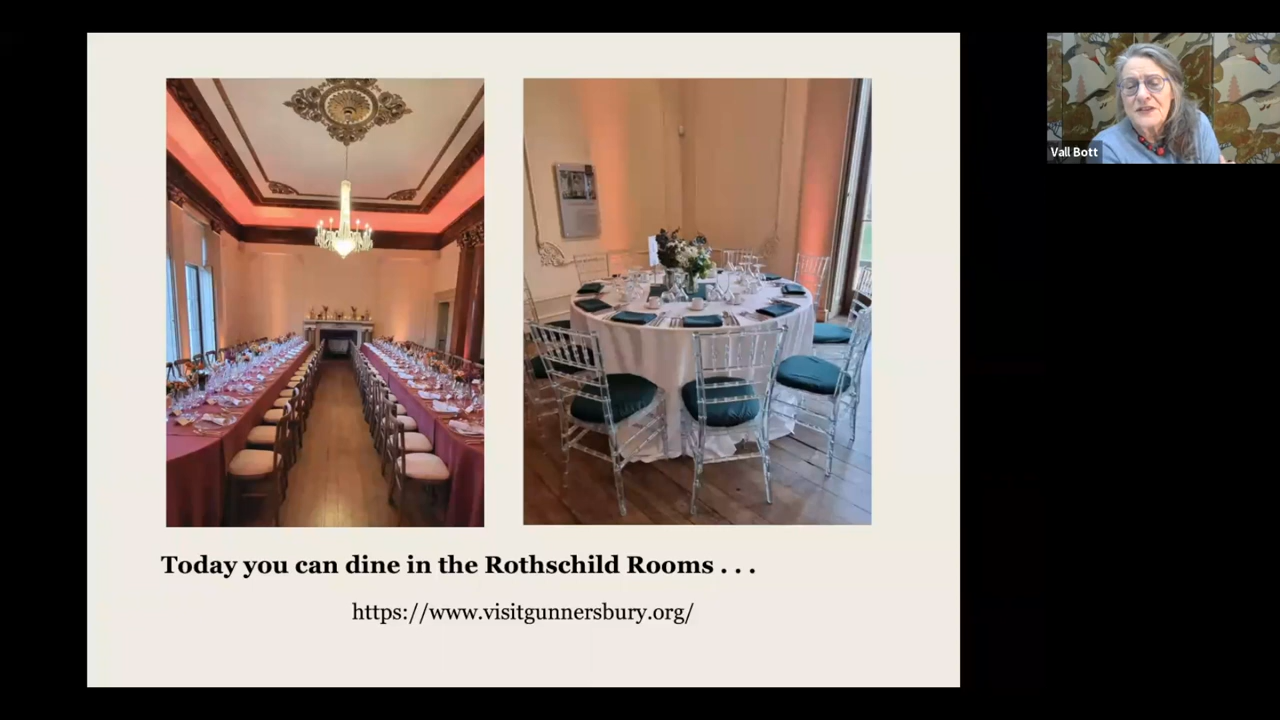 Vall Bott
Today you can dine in the Rothschild Rooms . . .
https://www.visitgunnersbury.org/